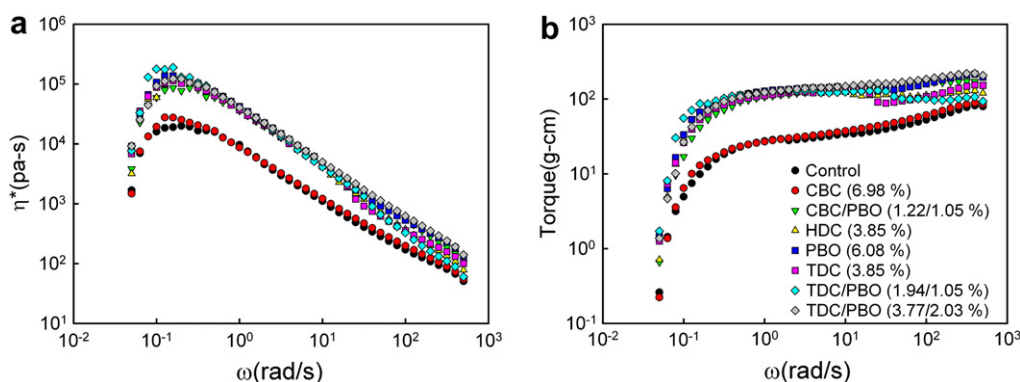 a
η*(pa-s)
10^6
10^5
10^4
10^3
10^2
10^1
10^-2 10^-1 10^0 10^1 10^2 10^3
ω(rad/s)
b
Torque(g-cm)
10^3
10^2
10^1
10^0
10^-1
Control
CBC (6.98 %)
CBC/PBO (1.22/1.05 %)
HDC (3.85 %)
PBO (6.08 %)
TDC (3.85 %)
TDC/PBO (1.94/1.05 %)
TDC/PBO (3.77/2.03 %)
10^-2 10^-1 10^0 10^1 10^2 10^3
ω(rad/s)